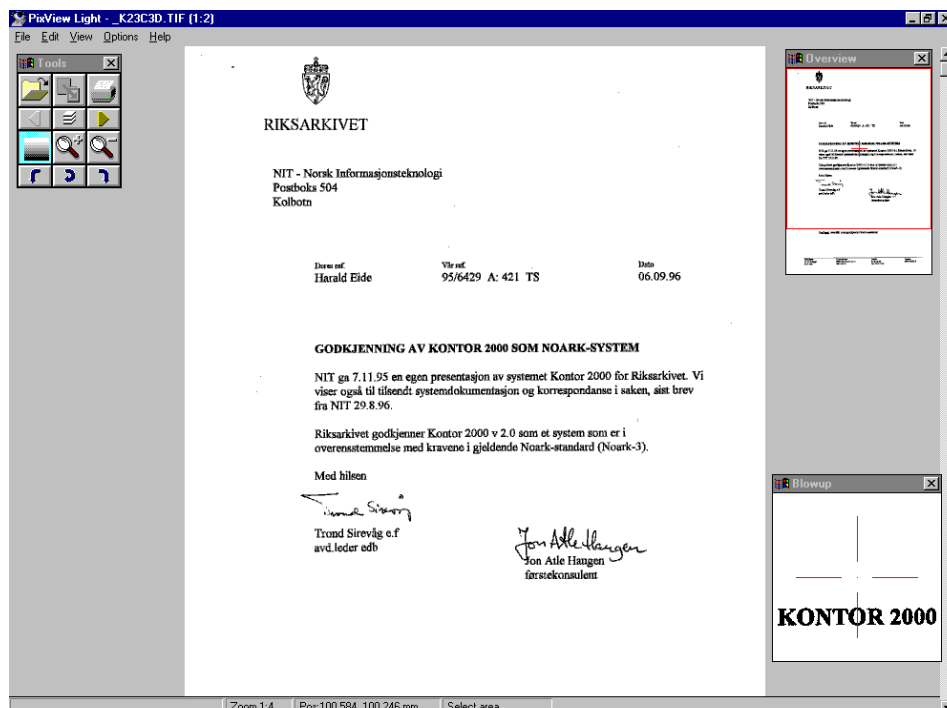 PixView Light - _K23C3D.TIF (1:2)
File Edit View Options Help
Tools
RIKSARKIVET
NIT - Norsk Informasjonsteknologi
Postboks 504
Kolbotn
Deres ref. Vår ref. Dato
Harald Eide 95/6429 A: 421 TS 06.09.96
GODKJENNING AV KONTOR 2000 SOM NOARK-SYSTEM
NIT ga 7.11.95 en egen presentasjon av systemet Kontor 2000 for Riksarkivet. Vi
viser også til tilsendt systemdokumentasjon og korrespondanse i saken, sist brev
fra NIT 29.8.96.
Riksarkivet godkjenner Kontor 2000 v 2.0 som et system som er i
overensstemmelse med kravene i gjeldende Noark-standard (Noark-3).
Med hilsen
Trond Sirevåg
Trond Sirevåg e.f
avd.leder edb
Jon Atle Haugen
Jon Atle Haugen
førstekonsulent
Overview
RIKSARKIVET
Blowup
KONTOR 2000
Zoom 1:4 Pos:100.584, 100.246 mm Select area